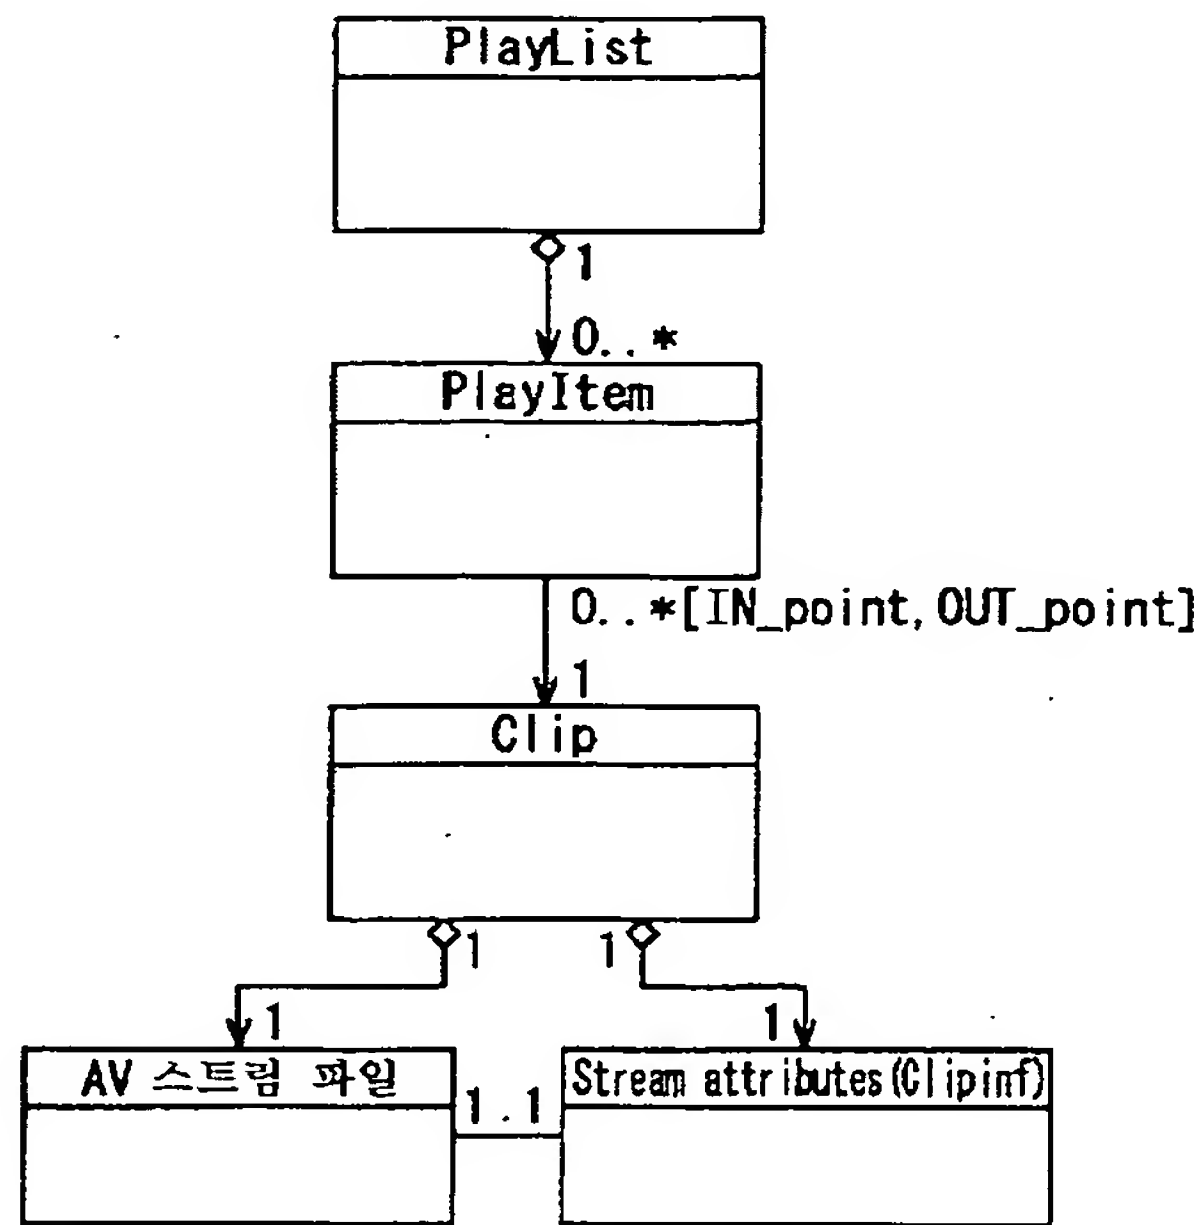 PlayList
1
0..*
PlayItem
0..*[IN_point, OUT_point]
1
Clip
1 1
1 1
AV 스트림 파일
1.1
Stream attributes(Clipinf)